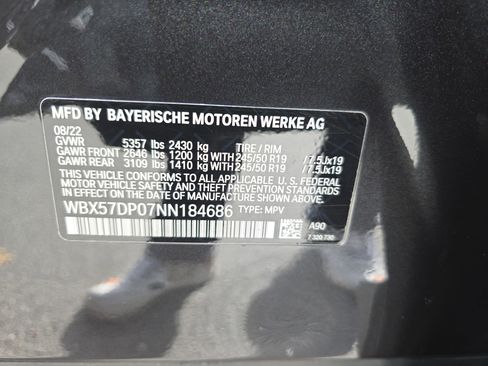 MFD BY BAYERISCHE MOTOREN WERKE AG
08/22
GVWR 5357 lbs 2430 kg TIRE / RIM
GAWR FRONT 2646 lbs 1200 kg WITH 245/50 R19 /7.5Jx19
GAWR REAR 3109 lbs 1410 kg WITH 245/50 R19 /7.5Jx19
THIS VEHICLE CONFORMS TO ALL APPLICABLE U. S. FEDERAL
MOTOR VEHICLE SAFETY AND THEFT PREVENTION STANDARDS
IN EFFECT ON THE DATE OF MANUFACTURE SHOWN ABOVE.
WBX57DP07NN184686 TYPE: MPV
A90
7 320 730